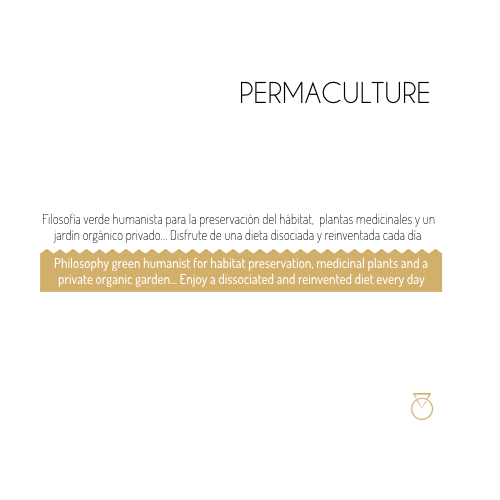 PERMACULTURE
Filosofía verde humanista para la preservación del hábitat, plantas medicinales y un
jardín orgánico privado... Disfrute de una dieta disociada y reinventada cada día
Philosophy green humanist for habitat preservation, medicinal plants and a
private organic garden... Enjoy a dissociated and reinvented diet every day